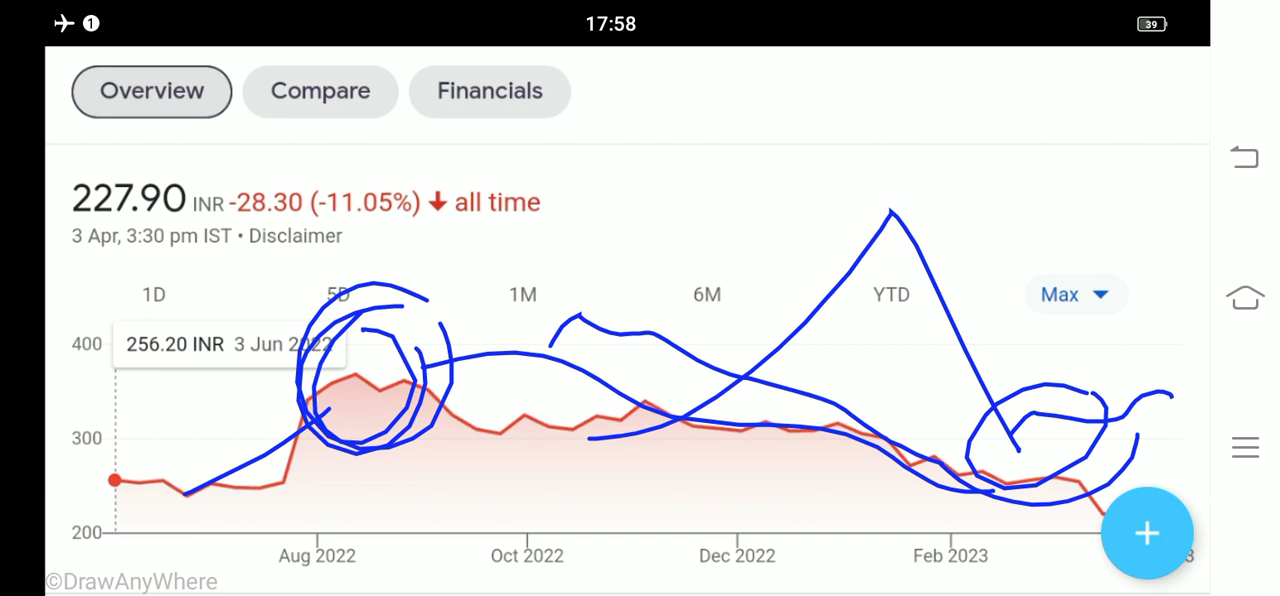 1 17:58 39
Overview Compare Financials
227.90 INR -28.30 (-11.05%) ↓ all time
3 Apr, 3:30 pm IST • Disclaimer
1D 5D 1M 6M YTD Max
400
256.20 INR 3 Jun 2022
300
200
Aug 2022 Oct 2022 Dec 2022 Feb 2023
+
©DrawAnyWhere